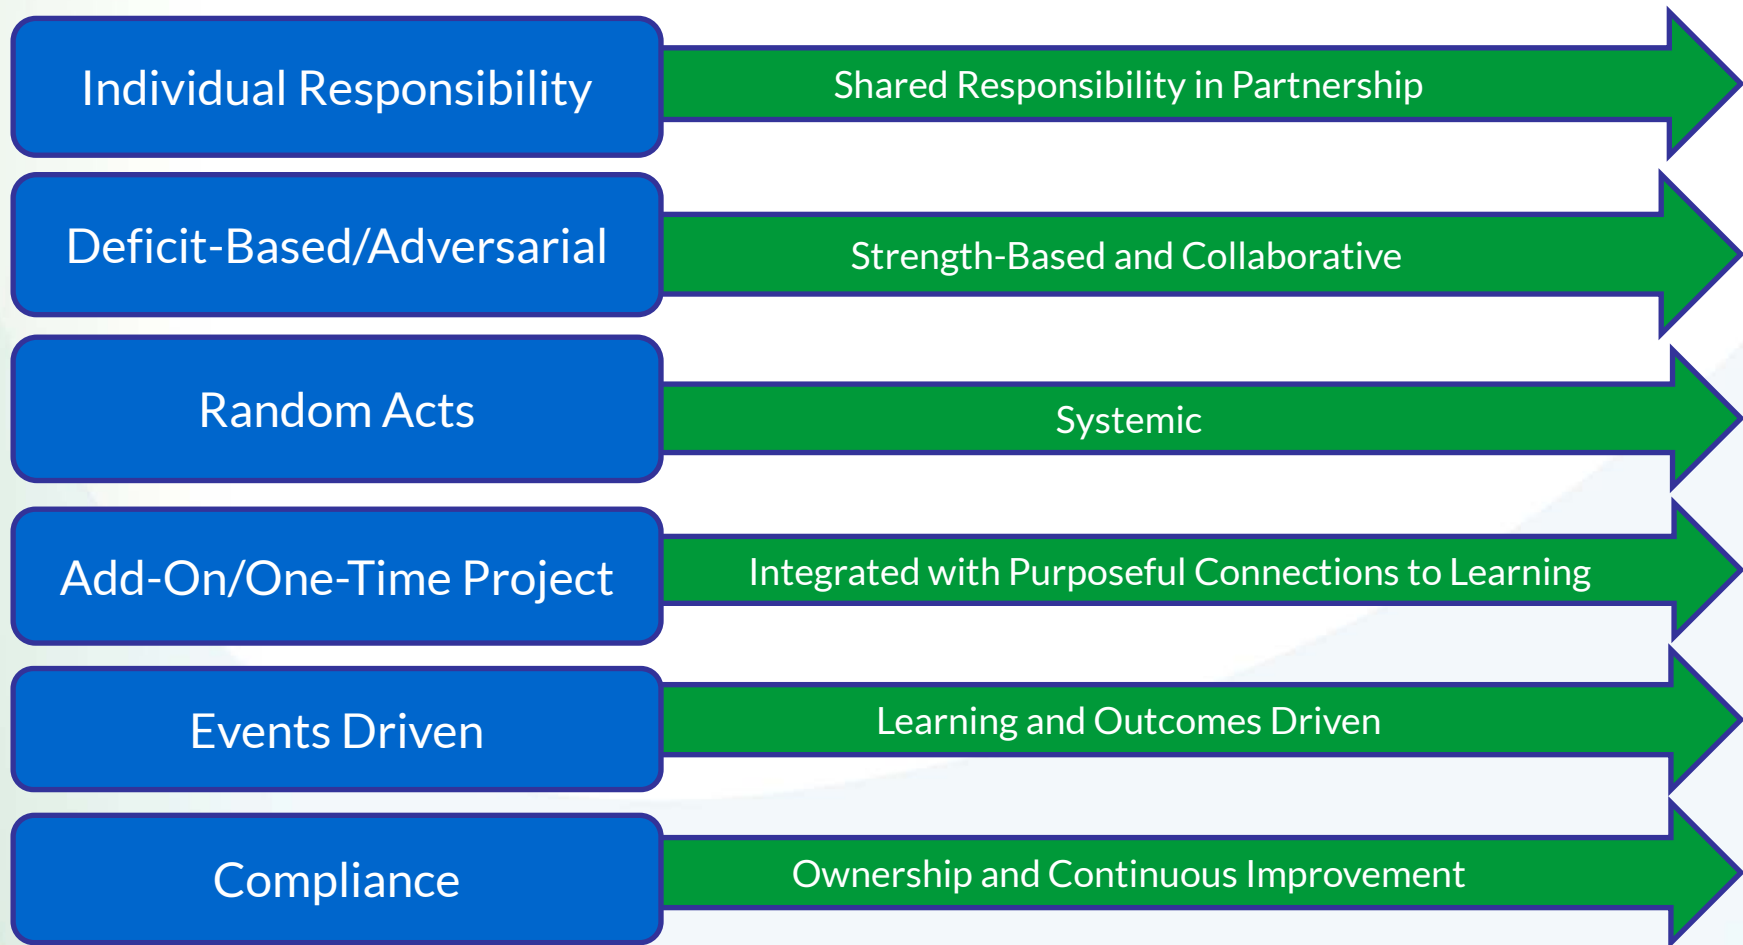 Individual Responsibility
Shared Responsibility in Partnership
Deficit-Based/Adversarial
Strength-Based and Collaborative
Random Acts
Systemic
Add-On/One-Time Project
Integrated with Purposeful Connections to Learning
Events Driven
Learning and Outcomes Driven
Compliance
Ownership and Continuous Improvement